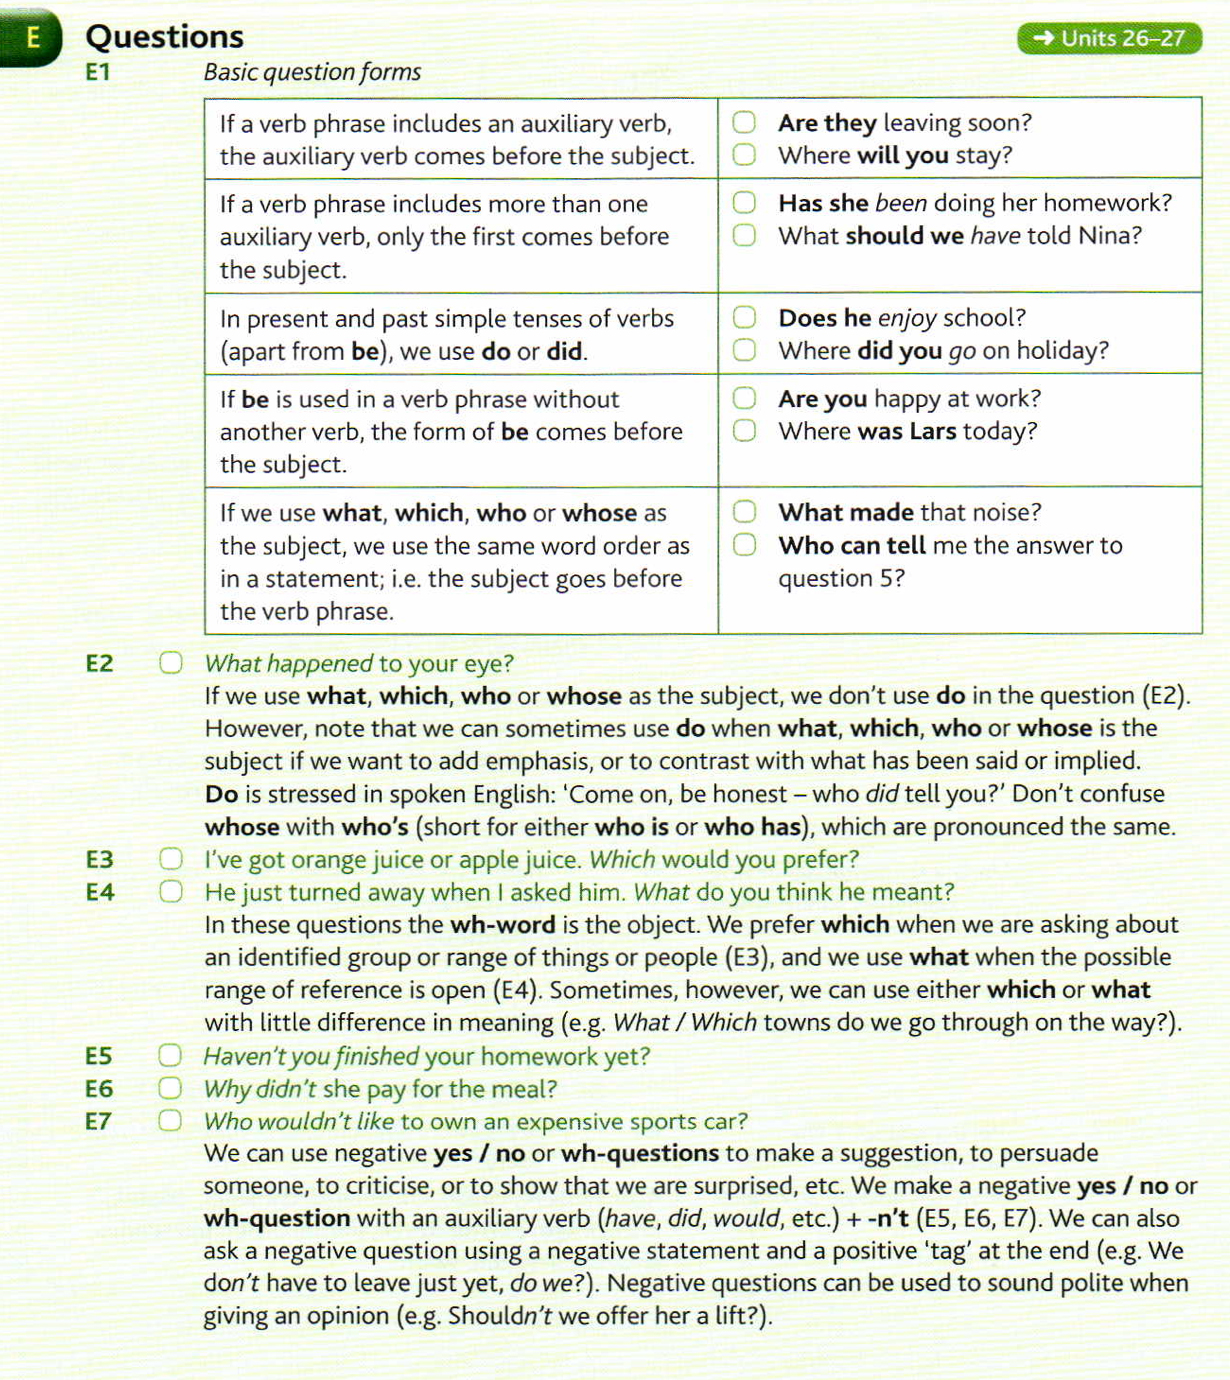 E Questions → Units 26–27
E1 Basic question forms
If a verb phrase includes an auxiliary verb,
the auxiliary verb comes before the subject.
Are they leaving soon?
Where will you stay?
If a verb phrase includes more than one
auxiliary verb, only the first comes before
the subject.
Has she been doing her homework?
What should we have told Nina?
In present and past simple tenses of verbs
(apart from be), we use do or did.
Does he enjoy school?
Where did you go on holiday?
If be is used in a verb phrase without
another verb, the form of be comes before
the subject.
Are you happy at work?
Where was Lars today?
If we use what, which, who or whose as
the subject, we use the same word order as
in a statement; i.e. the subject goes before
the verb phrase.
What made that noise?
Who can tell me the answer to
question 5?
E2 What happened to your eye?
If we use what, which, who or whose as the subject, we don't use do in the question (E2).
However, note that we can sometimes use do when what, which, who or whose is the
subject if we want to add emphasis, or to contrast with what has been said or implied.
Do is stressed in spoken English: 'Come on, be honest – who did tell you?' Don't confuse
whose with who's (short for either who is or who has), which are pronounced the same.
E3 I've got orange juice or apple juice. Which would you prefer?
E4 He just turned away when I asked him. What do you think he meant?
In these questions the wh-word is the object. We prefer which when we are asking about
an identified group or range of things or people (E3), and we use what when the possible
range of reference is open (E4). Sometimes, however, we can use either which or what
with little difference in meaning (e.g. What / Which towns do we go through on the way?).
E5 Haven't you finished your homework yet?
E6 Why didn't she pay for the meal?
E7 Who wouldn't like to own an expensive sports car?
We can use negative yes / no or wh-questions to make a suggestion, to persuade
someone, to criticise, or to show that we are surprised, etc. We make a negative yes / no or
wh-question with an auxiliary verb (have, did, would, etc.) + -n't (E5, E6, E7). We can also
ask a negative question using a negative statement and a positive 'tag' at the end (e.g. We
don't have to leave just yet, do we?). Negative questions can be used to sound polite when
giving an opinion (e.g. Shouldn't we offer her a lift?).